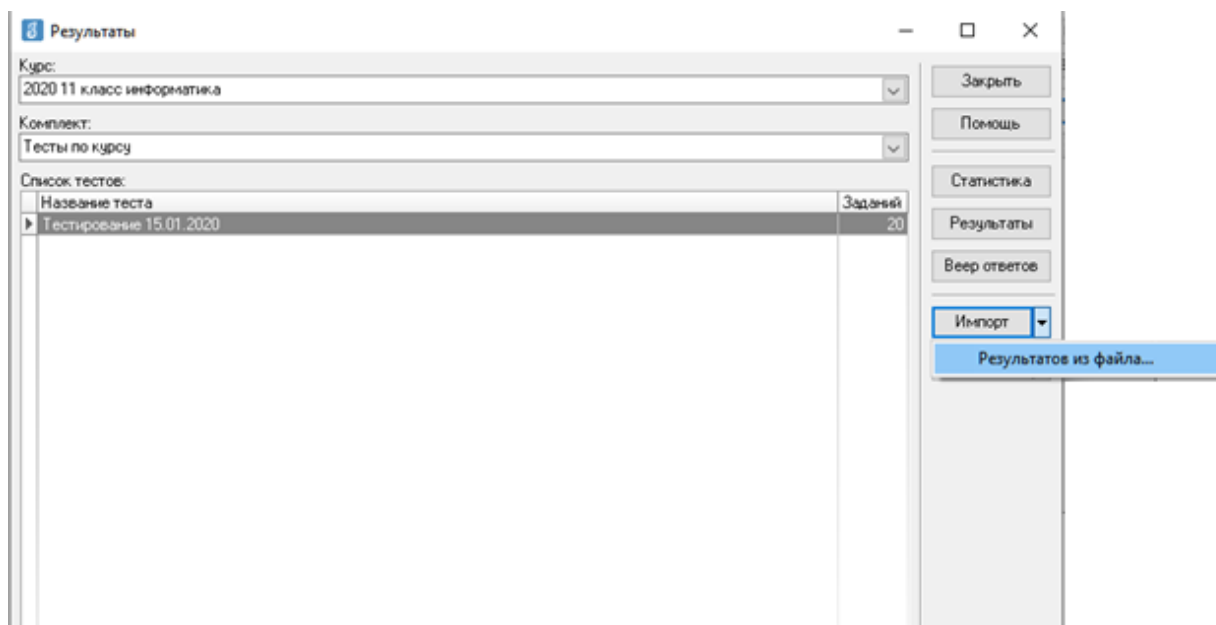 Результаты
Курс:
2020 11 класс информатика
Комплект:
Тесты по курсу
Список тестов:
Название теста Заданий
Тестирование 15.01.2020 20
Закрыть
Помощь
Статистика
Результаты
Веер ответов
Импорт
Результатов из файла...